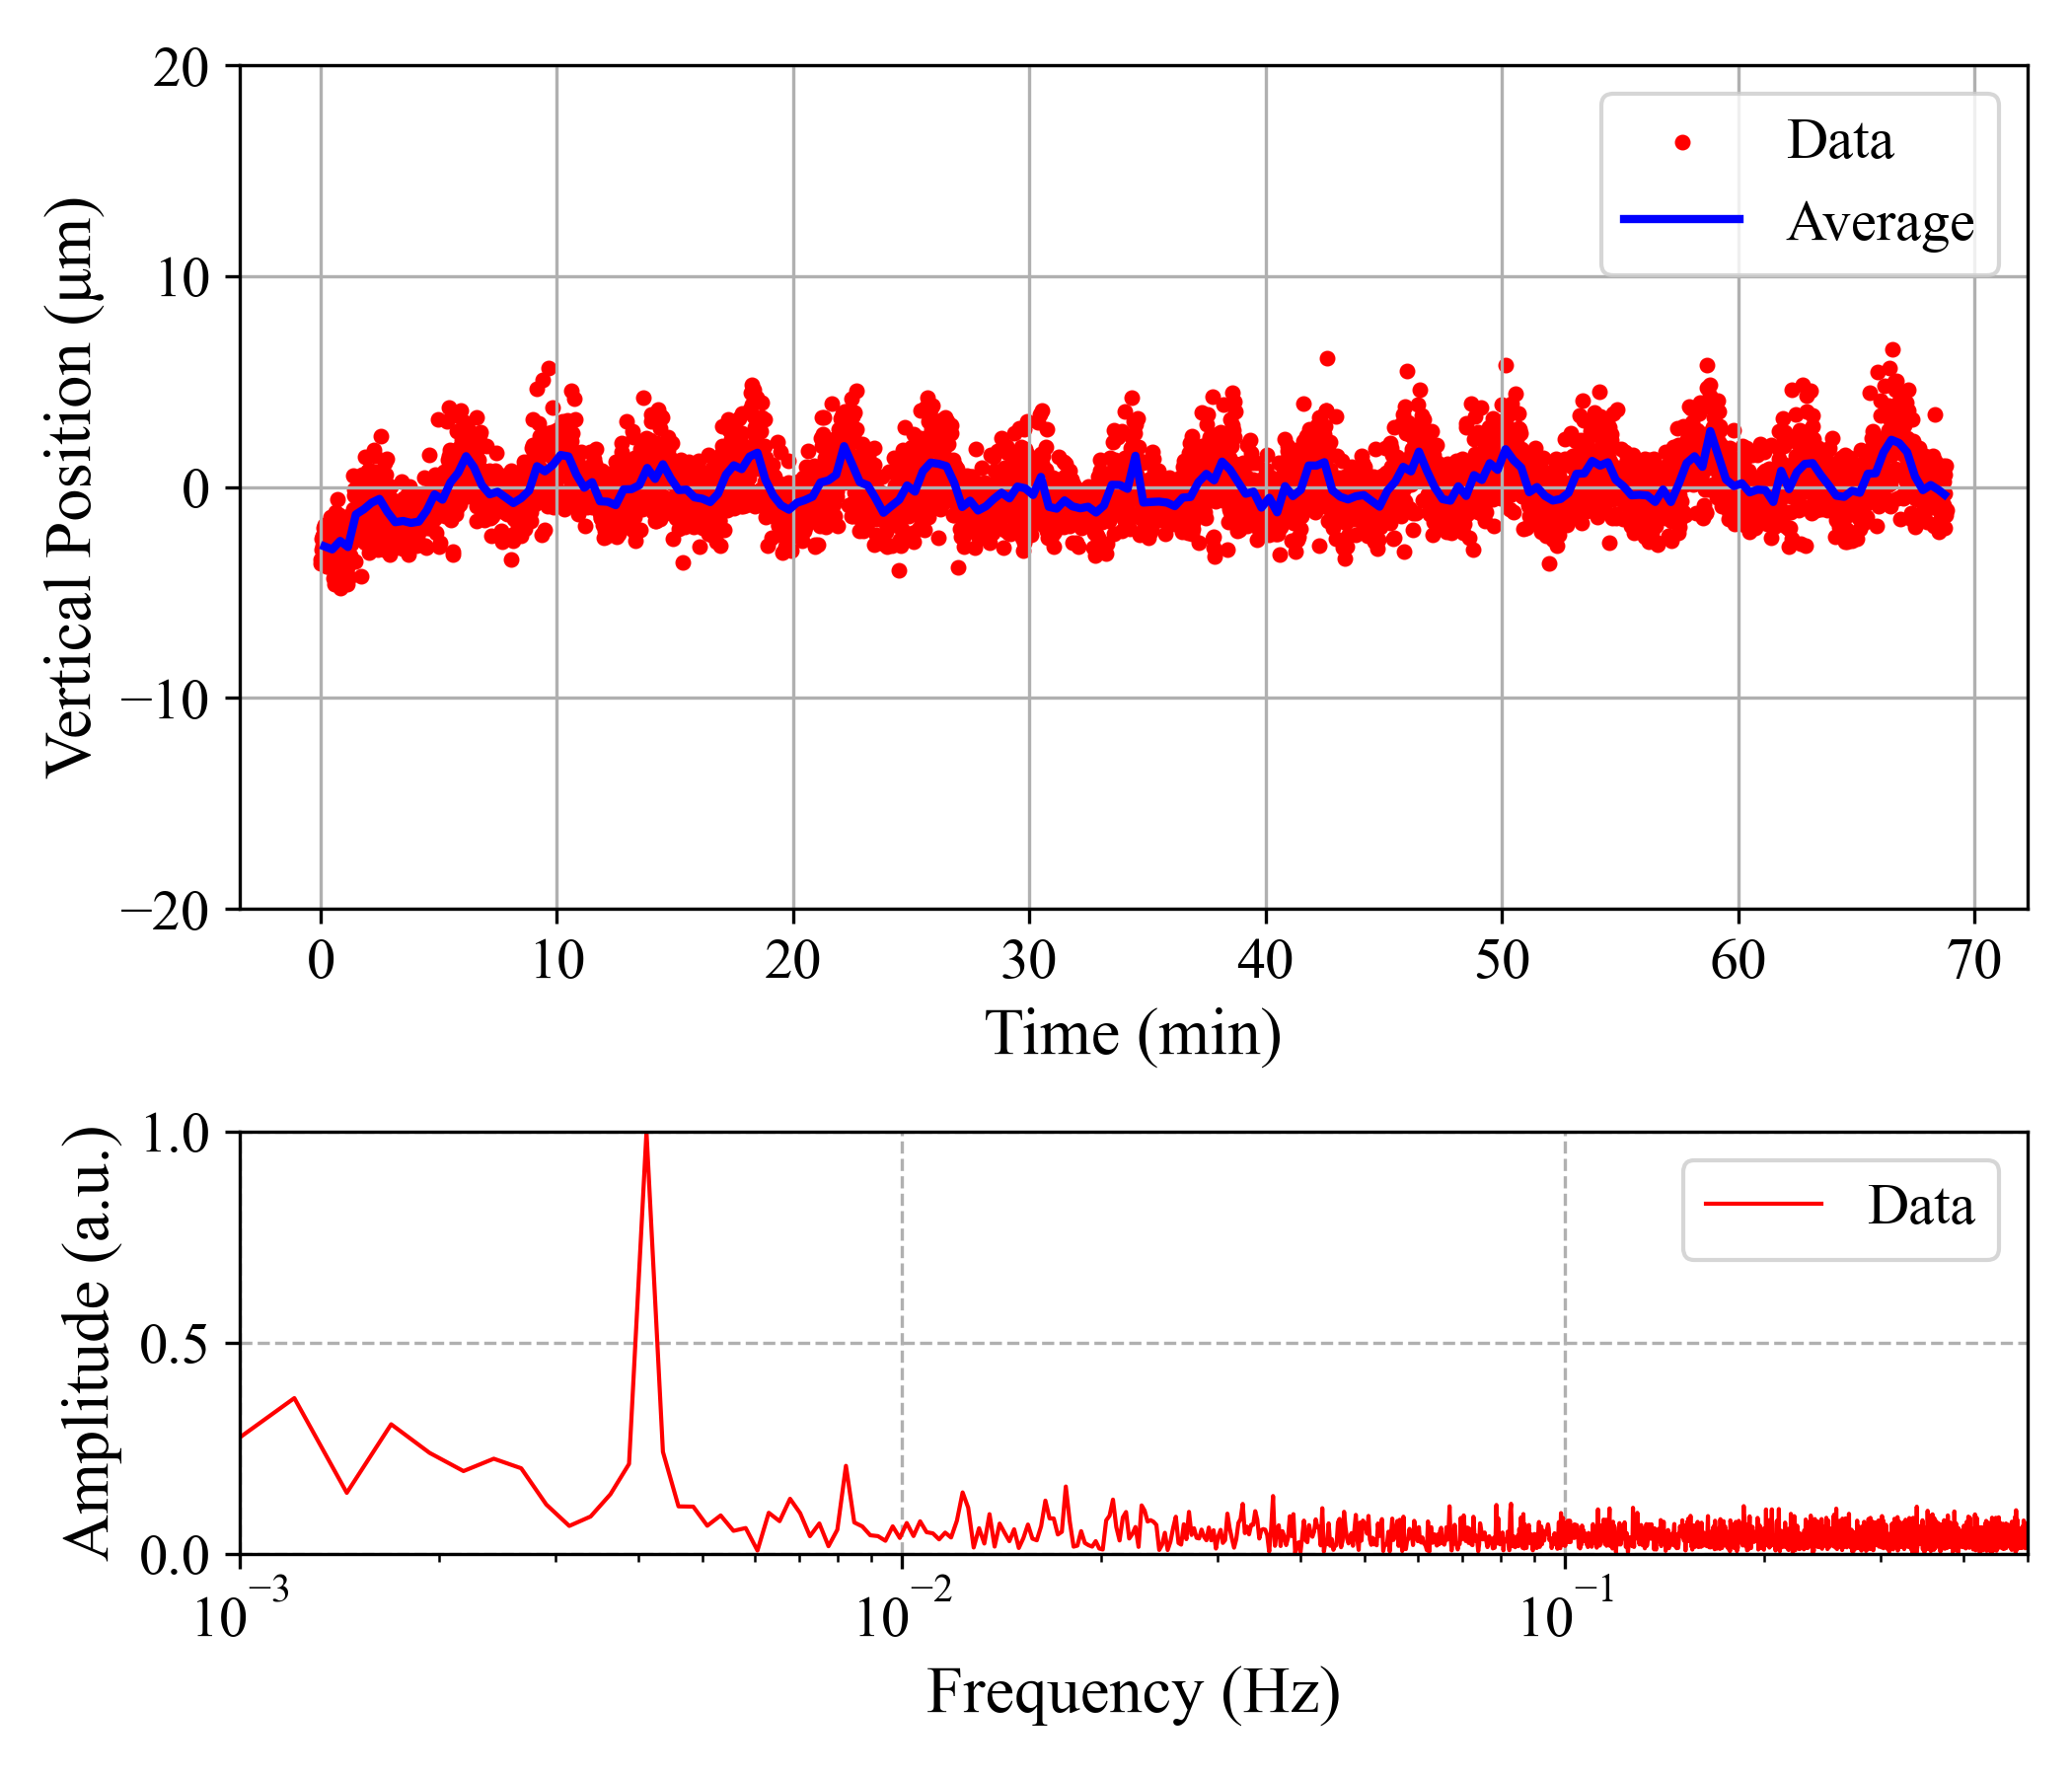 20
10
0
−10
−20
Vertical Position (μm)
Data
Average
0 10 20 30 40 50 60 70
Time (min)
1.0
0.5
0.0
Amplitude (a.u.)
Data
10⁻³ 10⁻² 10⁻¹
Frequency (Hz)